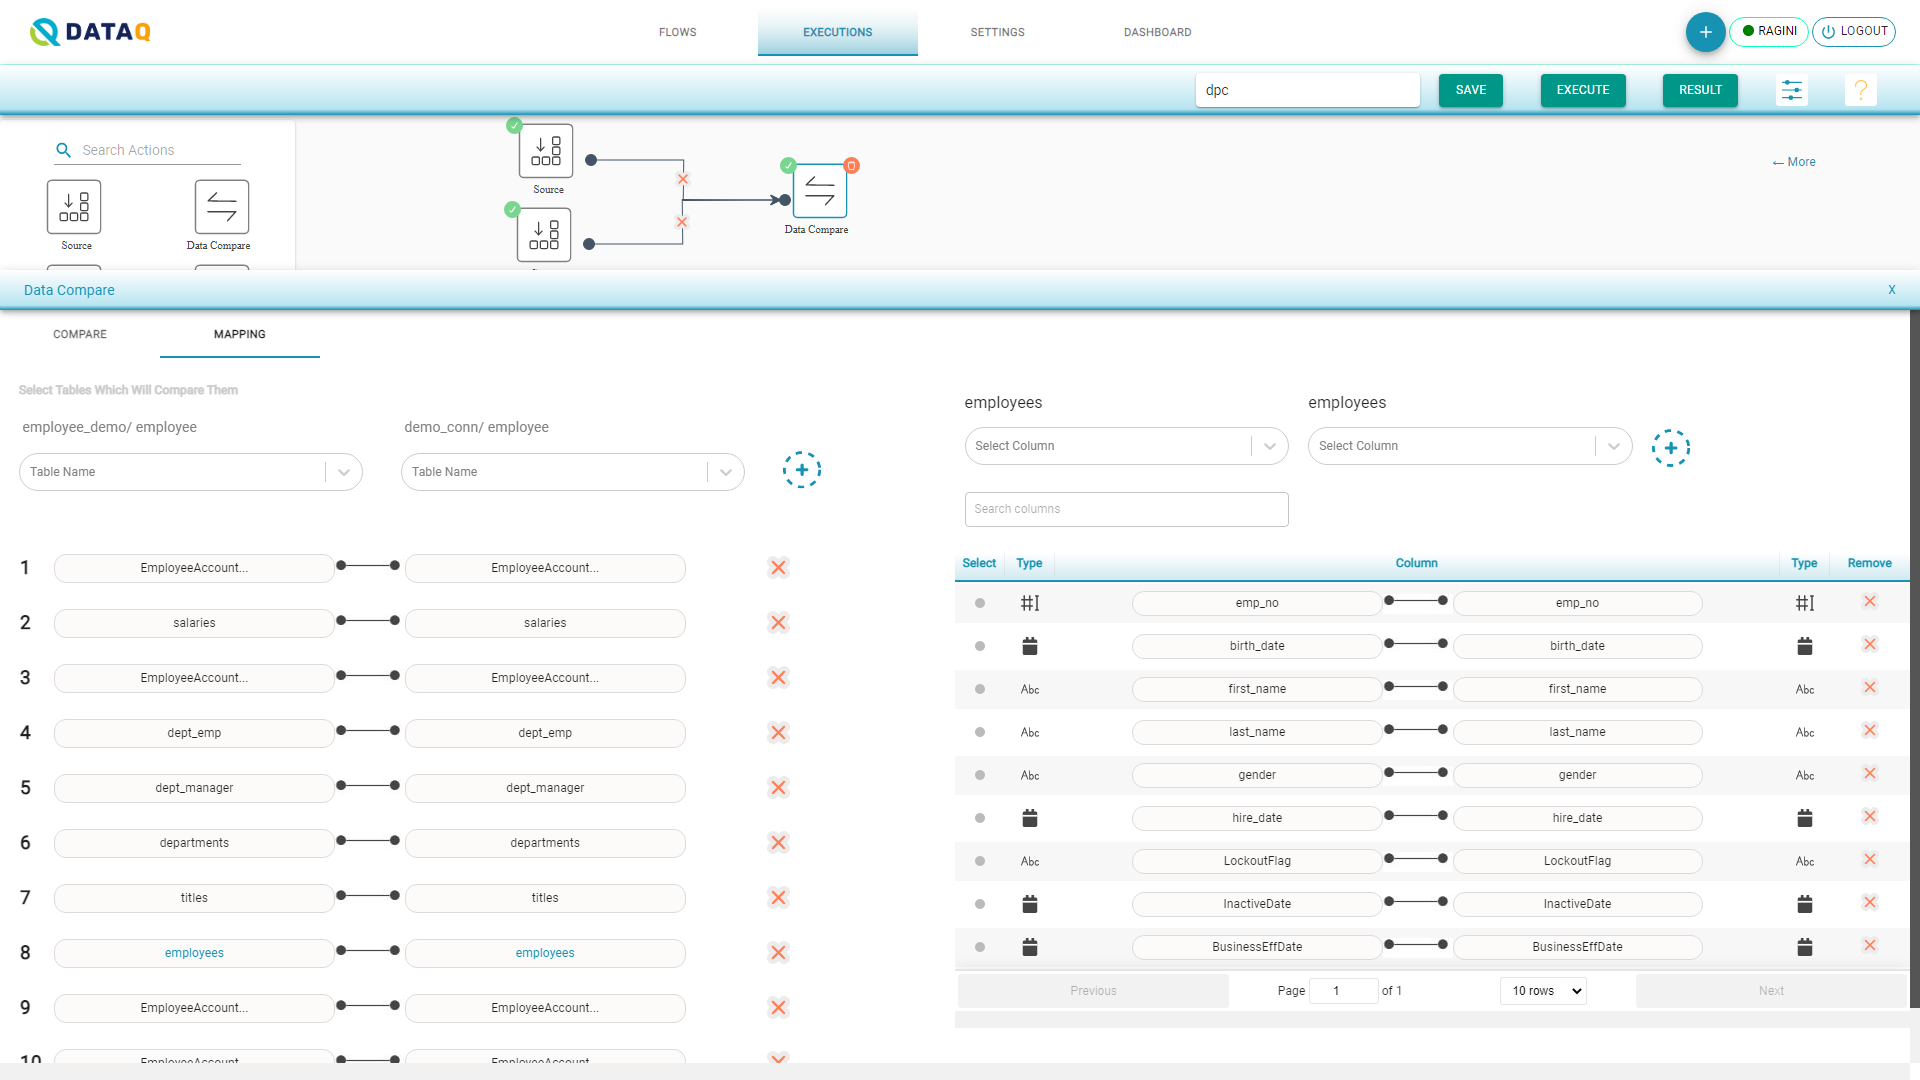 DATAQ
FLOWS
EXECUTIONS
SETTINGS
DASHBOARD
+
RAGINI
LOGOUT
dpc
SAVE
EXECUTE
RESULT
?
Search Actions
Source
Data Compare
Source
Data Compare
← More
Data Compare
X
COMPARE
MAPPING
Select Tables Which Will Compare Them
employee_demo/ employee
demo_conn/ employee
Table Name
Table Name
1 EmployeeAccount... EmployeeAccount...
2 salaries salaries
3 EmployeeAccount... EmployeeAccount...
4 dept_emp dept_emp
5 dept_manager dept_manager
6 departments departments
7 titles titles
8 employees employees
9 EmployeeAccount... EmployeeAccount...
10 EmployeeAccount... EmployeeAccount...
employees
employees
Select Column
Select Column
Search columns
Select Type Column Type Remove
emp_no emp_no
birth_date birth_date
Abc first_name first_name Abc
Abc last_name last_name Abc
Abc gender gender Abc
hire_date hire_date
Abc LockoutFlag LockoutFlag Abc
InactiveDate InactiveDate
BusinessEffDate BusinessEffDate
Previous
Page 1 of 1
10 rows
Next